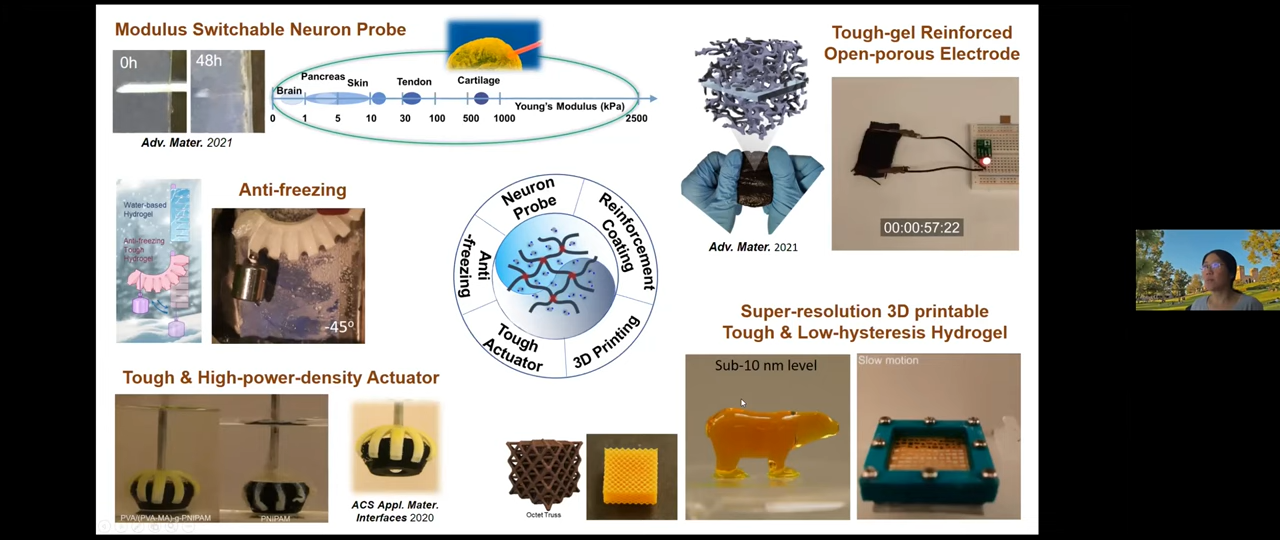 Modulus Switchable Neuron Probe
0h
48h
Brain
Pancreas
Skin
Tendon
Cartilage
Young's Modulus (kPa)
0 1 5 10 30 100 500 1000 2500
Adv. Mater. 2021
Tough-gel Reinforced
Open-porous Electrode
00:00:57:22
Adv. Mater. 2021
Anti-freezing
Water-based
Hydrogel
Anti-freezing
Tough
Hydrogel
-45°
Neuron
Probe
Reinforcement
Coating
3D Printing
Tough
Actuator
Anti
-freezing
Super-resolution 3D printable
Tough & Low-hysteresis Hydrogel
Sub-10 nm level
Slow motion
Tough & High-power-density Actuator
PVA/(PVA-MA)-g-PNIPAM
PNIPAM
ACS Appl. Mater.
Interfaces 2020
Octet Truss